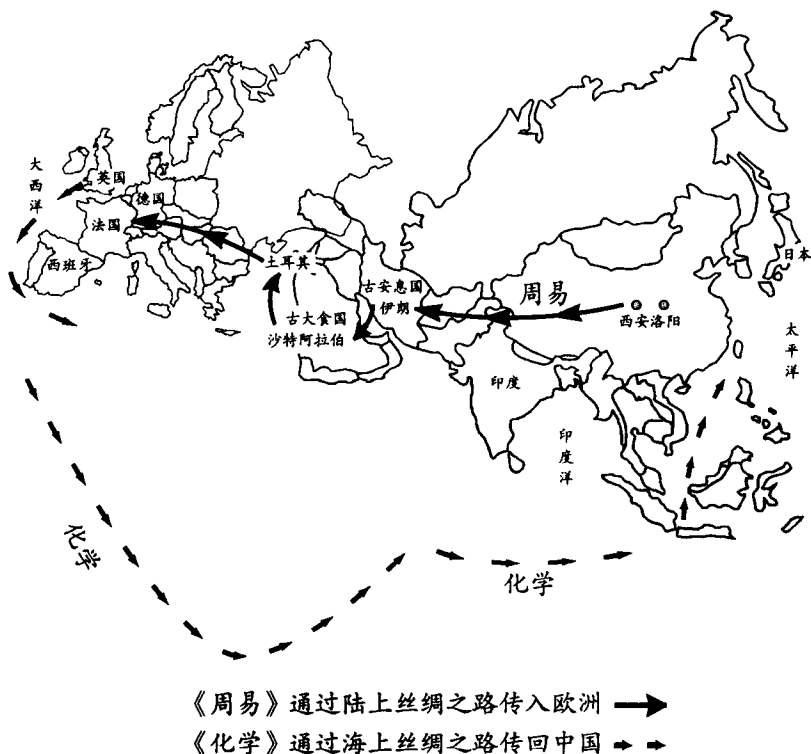 大西洋
英国
德国
法国
西班牙
土耳其
古安息国
伊朗
古大食国
沙特阿拉伯
周易
西安洛阳
日本
太平洋
印度
印度洋
化学
化学
《周易》通过陆上丝绸之路传入欧洲
《化学》通过海上丝绸之路传回中国